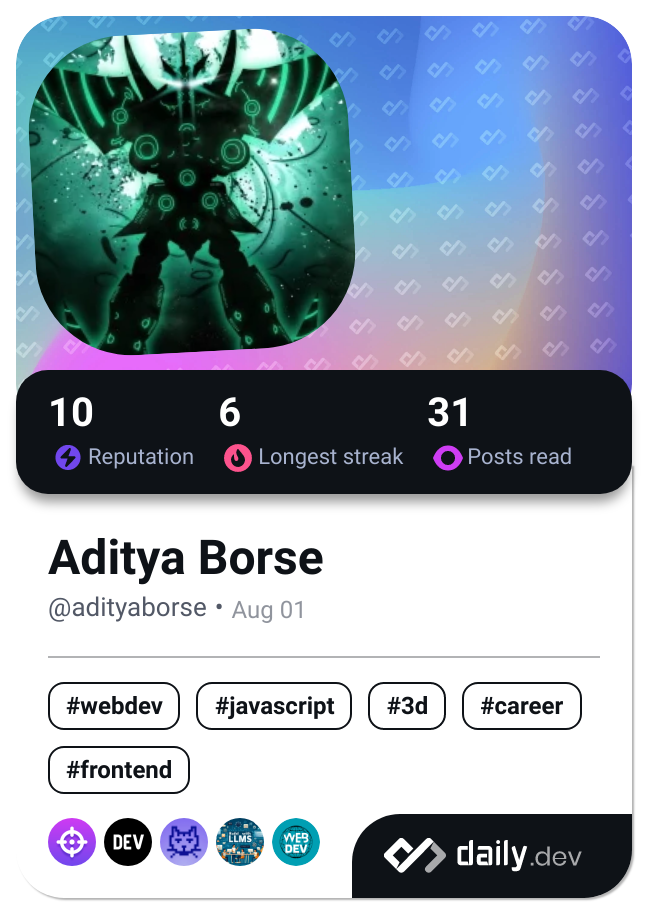 10 6 31
Reputation Longest streak Posts read
Aditya Borse
@adityaborse • Aug 01
#webdev #javascript #3d #career
#frontend
DEV LLMS WEB DEV
daily.dev